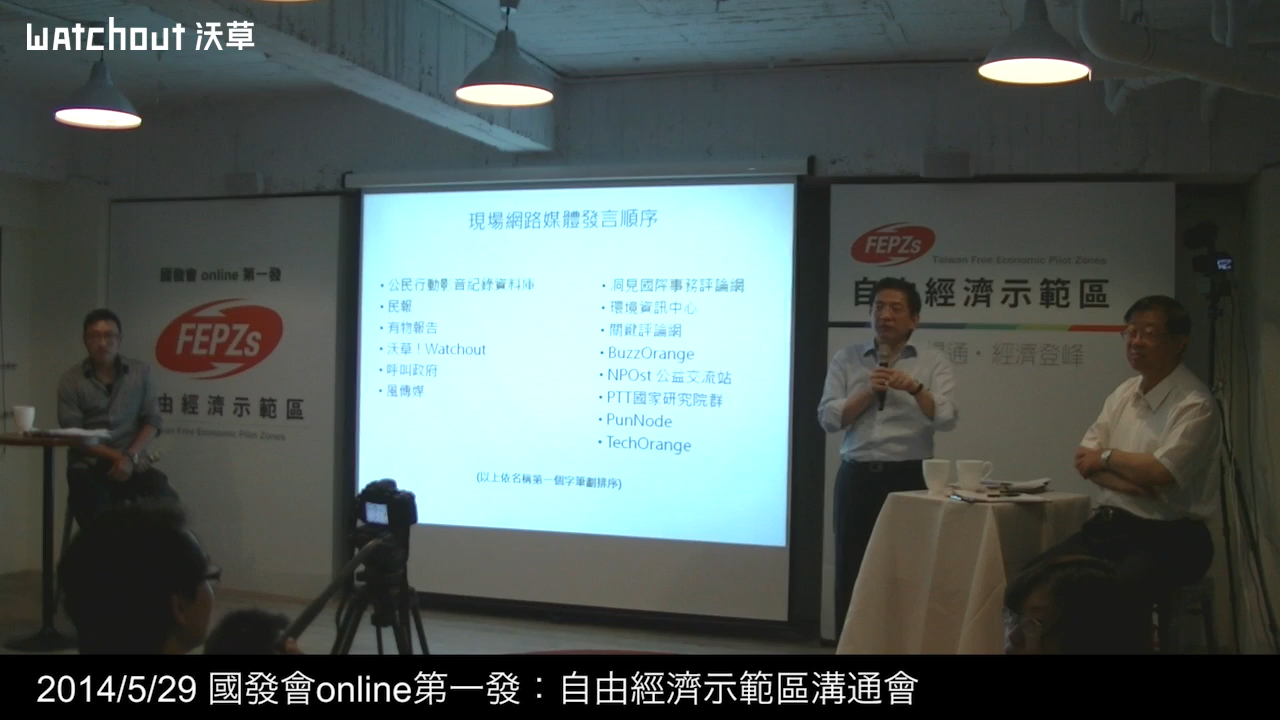 WATCHOUT 沃草
現場網路媒體發言順序
• 公民行動影音紀錄資料庫
• 民報
• 有物報告
• 沃草！Watchout
• 呼叫政府
• 風傳媒
• 洞見國際事務評論網
• 環境資訊中心
• 關鍵評論網
• BuzzOrange
• NPOst 公益交流站
• PTT國家研究院群
• PunNode
• TechOrange
(以上依名稱第一個字筆劃排序)
國發會 online 第一發
FEPZs
由經濟示範區
Free Economic Pilot Zones
FEPZs
Taiwan Free Economic Pilot Zones
自由經濟示範區
通・經濟登峰
2014/5/29 國發會online第一發：自由經濟示範區溝通會